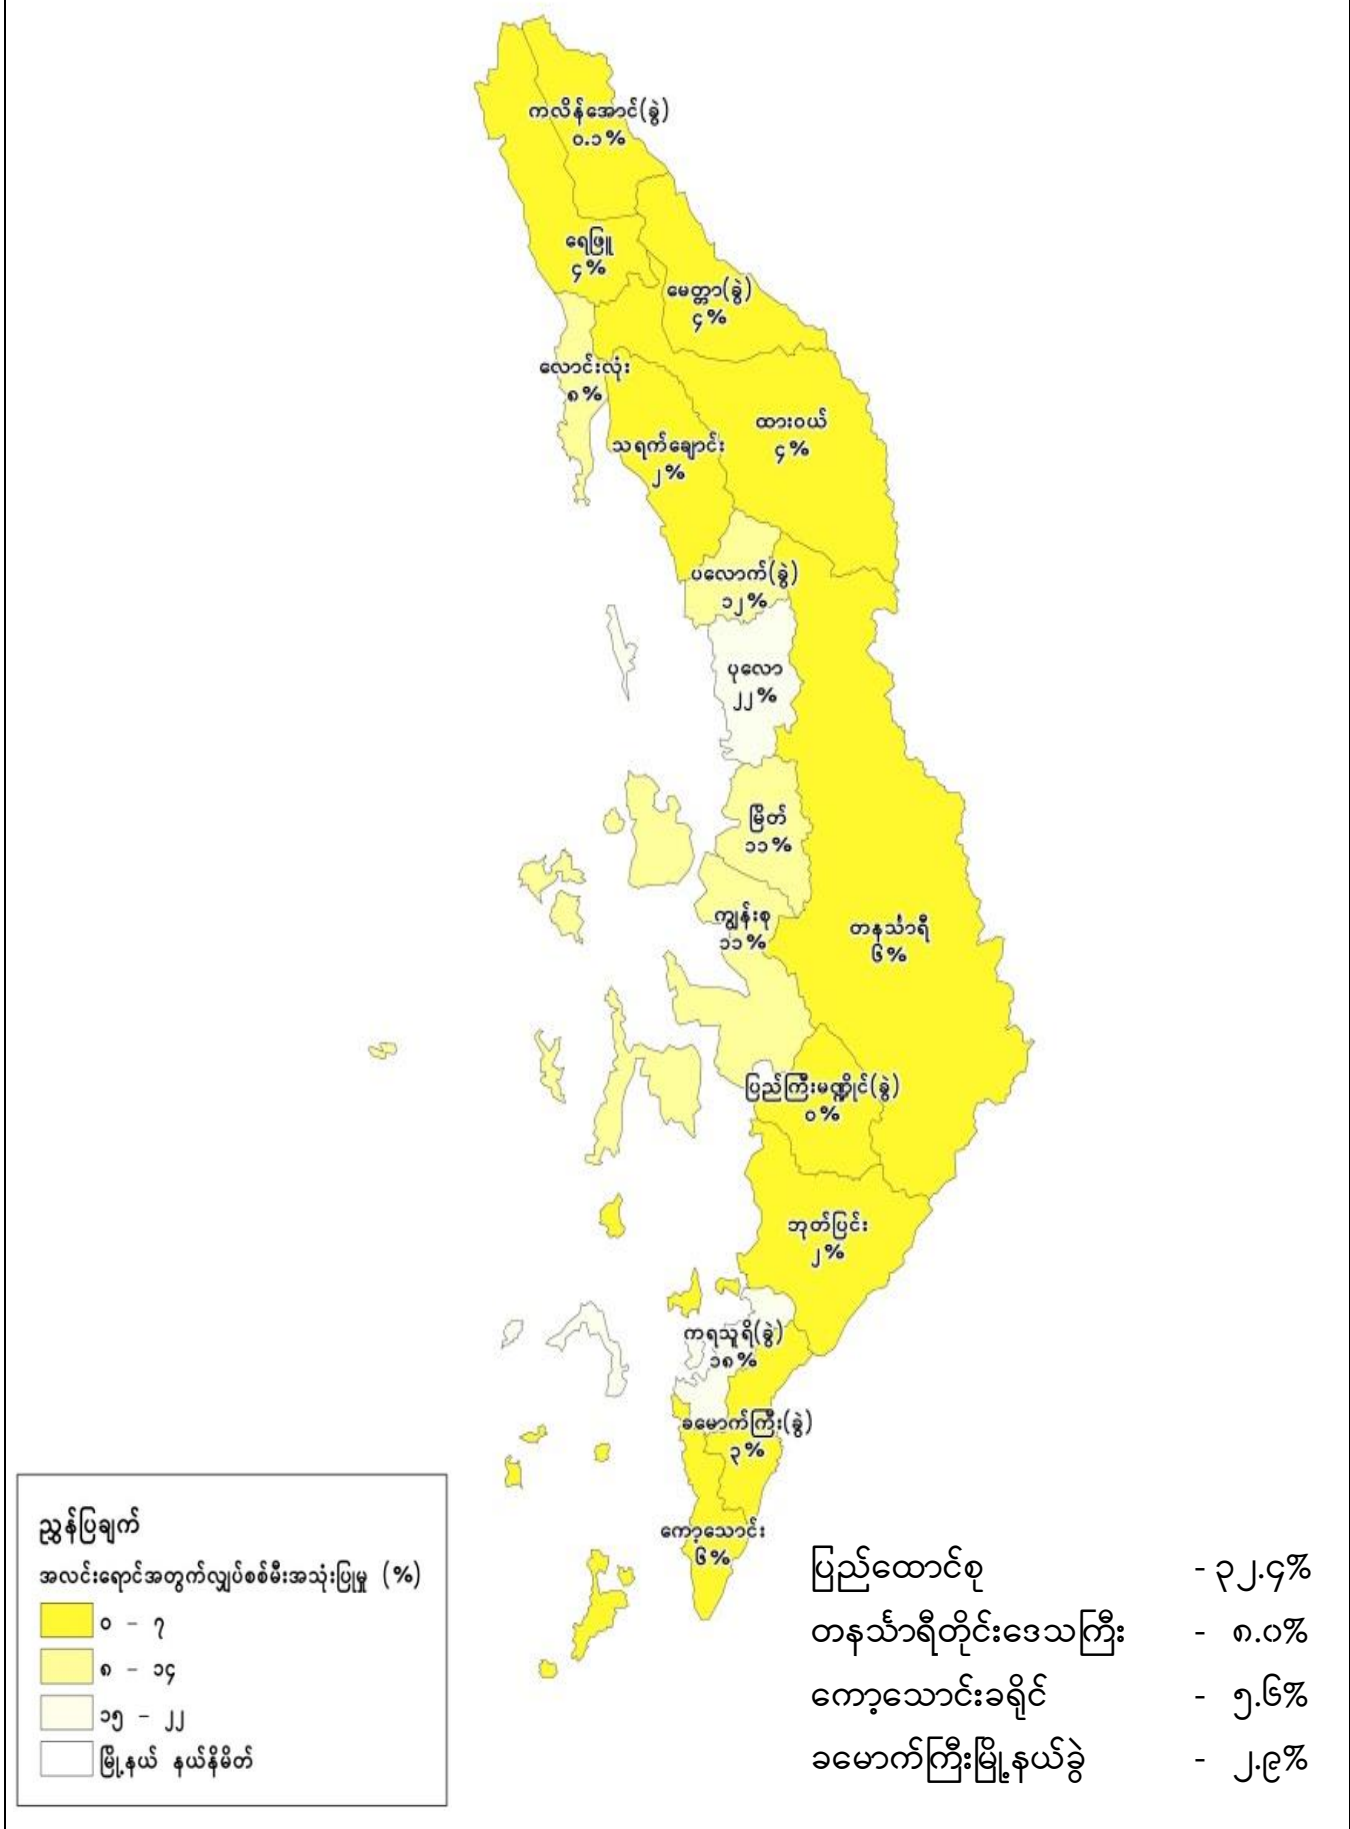 ကလိန်အောင်(ခွဲ)
၀.၁%
ရေဖြူ
၄%
မေတ္တာ(ခွဲ)
၄%
လောင်းလုံး
၈%
ထားဝယ်
၄%
သရက်ချောင်း
၂%
ပလောက်(ခွဲ)
၁၂%
ပုလော
၂၂%
မြိတ်
၁၁%
ကျွန်းစု
၁၁%
တနင်္သာရီ
၆%
ပြည်ကြီးမဏ္ဍိုင်(ခွဲ)
၀%
ဘုတ်ပြင်း
၂%
ကရသူရိ(ခွဲ)
၁၈%
ခမောက်ကြီး(ခွဲ)
၃%
ကော့သောင်း
၆%
ညွှန်ပြချက်
အလင်းရောင်အတွက်လျှပ်စစ်မီးအသုံးပြုမှု (%)
၀ - ၇
၈ - ၁၄
၁၅ - ၂၂
မြို့နယ် နယ်နိမိတ်
ပြည်ထောင်စု - ၃၂.၄%
တနင်္သာရီတိုင်းဒေသကြီး - ၈.၀%
ကော့သောင်းခရိုင် - ၅.၆%
ခမောက်ကြီးမြို့နယ်ခွဲ - ၂.၉%